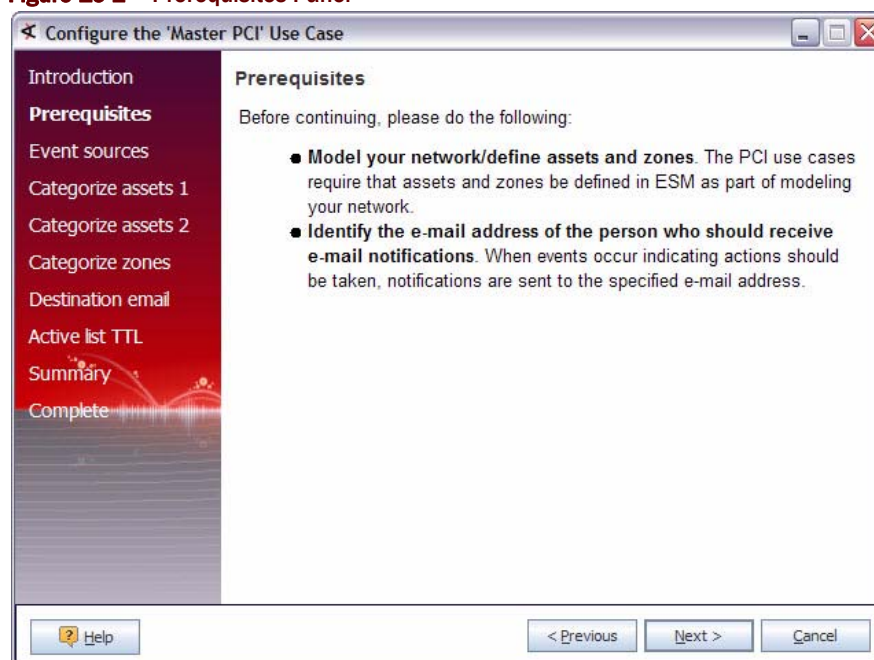 Prerequisites Panel
Configure the 'Master PCI' Use Case
Introduction
Prerequisites
Event sources
Categorize assets 1
Categorize assets 2
Categorize zones
Destination email
Active list TTL
Summary
Complete
Prerequisites
Before continuing, please do the following:
● Model your network/define assets and zones. The PCI use cases
require that assets and zones be defined in ESM as part of modeling
your network.
● Identify the e-mail address of the person who should receive
e-mail notifications. When events occur indicating actions should
be taken, notifications are sent to the specified e-mail address.
Help
< Previous
Next >
Cancel